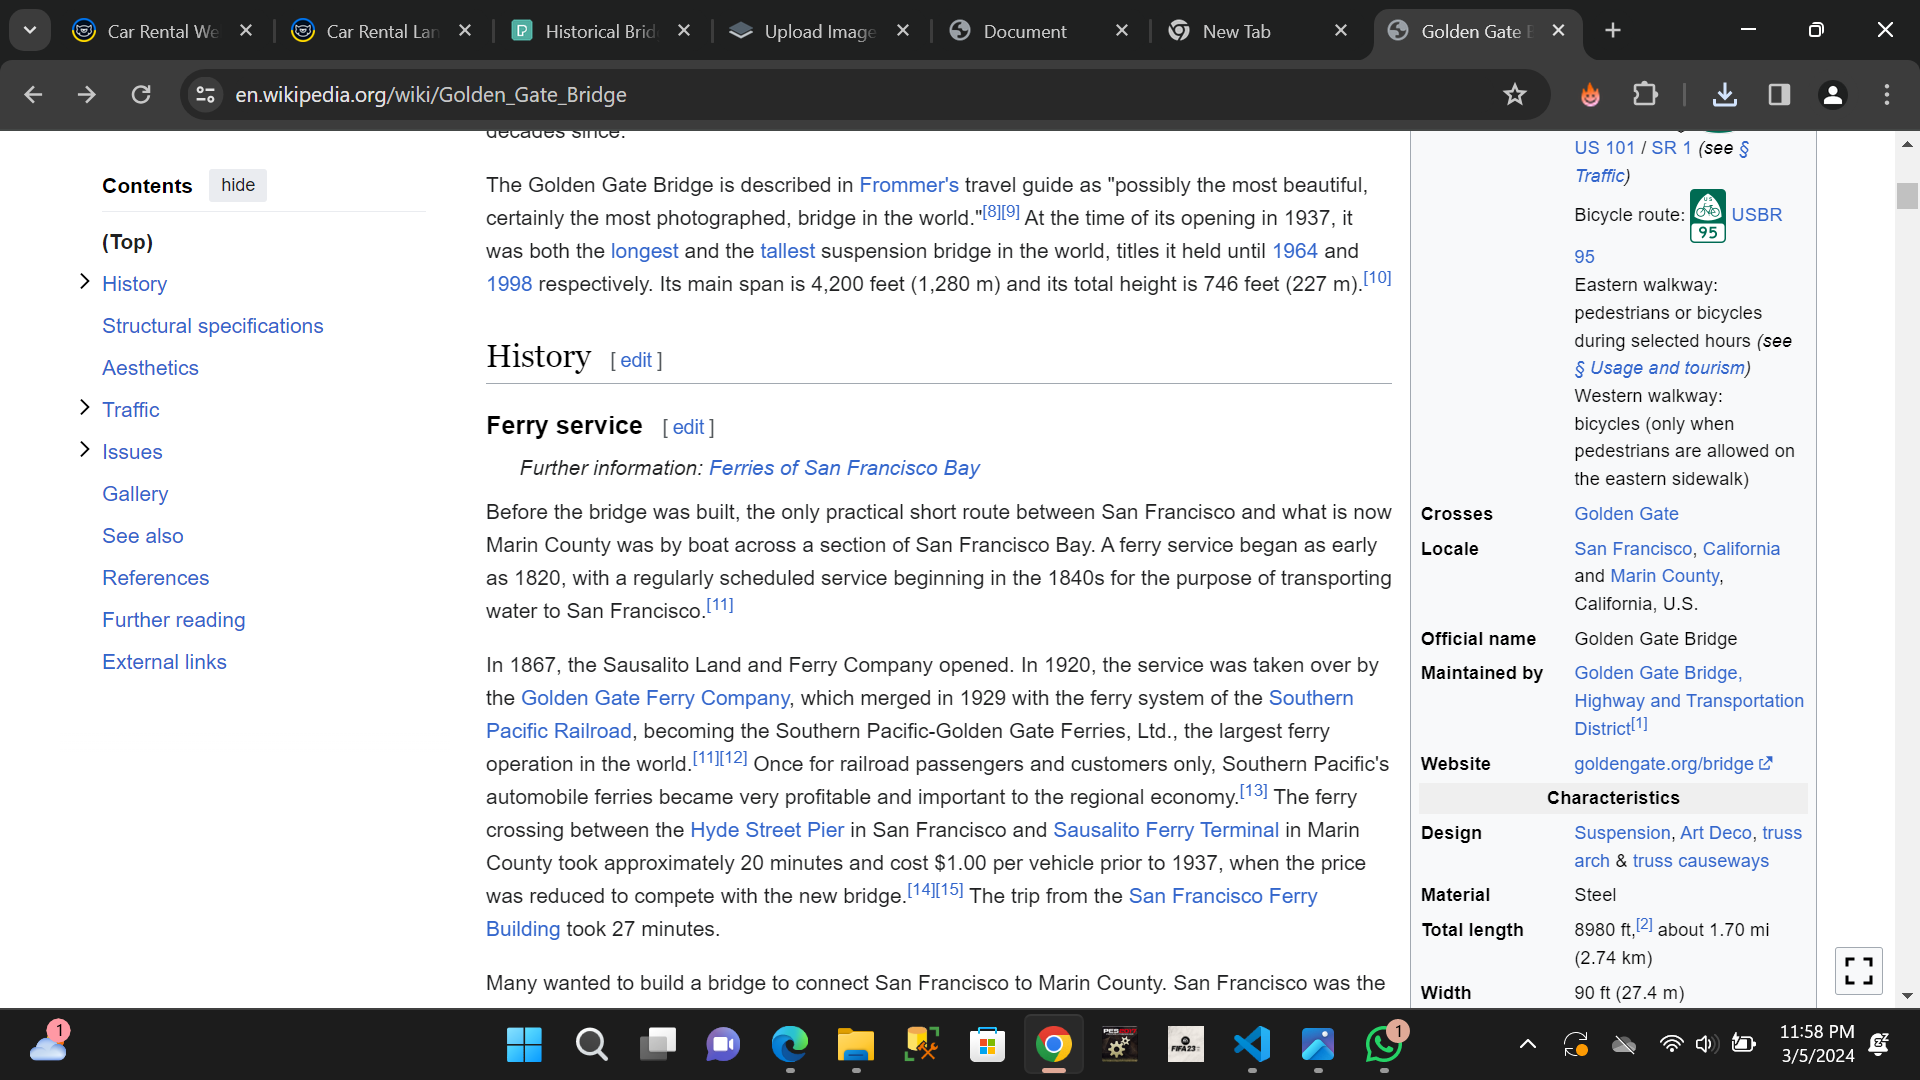 Car Rental We
Car Rental Lan
Historical Brid
Upload Image
Document
New Tab
Golden Gate B
en.wikipedia.org/wiki/Golden_Gate_Bridge
Contents hide
(Top)
History
Structural specifications
Aesthetics
Traffic
Issues
Gallery
See also
References
Further reading
External links
decades since.
The Golden Gate Bridge is described in Frommer's travel guide as "possibly the most beautiful,
certainly the most photographed, bridge in the world."[8][9] At the time of its opening in 1937, it
was both the longest and the tallest suspension bridge in the world, titles it held until 1964 and
1998 respectively. Its main span is 4,200 feet (1,280 m) and its total height is 746 feet (227 m).[10]
History [ edit ]
Ferry service [ edit ]
Further information: Ferries of San Francisco Bay
Before the bridge was built, the only practical short route between San Francisco and what is now
Marin County was by boat across a section of San Francisco Bay. A ferry service began as early
as 1820, with a regularly scheduled service beginning in the 1840s for the purpose of transporting
water to San Francisco.[11]
In 1867, the Sausalito Land and Ferry Company opened. In 1920, the service was taken over by
the Golden Gate Ferry Company, which merged in 1929 with the ferry system of the Southern
Pacific Railroad, becoming the Southern Pacific-Golden Gate Ferries, Ltd., the largest ferry
operation in the world.[11][12] Once for railroad passengers and customers only, Southern Pacific's
automobile ferries became very profitable and important to the regional economy.[13] The ferry
crossing between the Hyde Street Pier in San Francisco and Sausalito Ferry Terminal in Marin
County took approximately 20 minutes and cost $1.00 per vehicle prior to 1937, when the price
was reduced to compete with the new bridge.[14][15] The trip from the San Francisco Ferry
Building took 27 minutes.
Many wanted to build a bridge to connect San Francisco to Marin County. San Francisco was the
US 101 / SR 1 (see §
Traffic)
Bicycle route: US 95 USBR
95
Eastern walkway:
pedestrians or bicycles
during selected hours (see
§ Usage and tourism)
Western walkway:
bicycles (only when
pedestrians are allowed on
the eastern sidewalk)
Crosses Golden Gate
Locale San Francisco, California
and Marin County,
California, U.S.
Official name Golden Gate Bridge
Maintained by Golden Gate Bridge,
Highway and Transportation
District[1]
Website goldengate.org/bridge
Characteristics
Design Suspension, Art Deco, truss
arch & truss causeways
Material Steel
Total length 8980 ft,[2] about 1.70 mi
(2.74 km)
Width 90 ft (27.4 m)
1
PES
FIFA 23
1
11:58 PM
3/5/2024